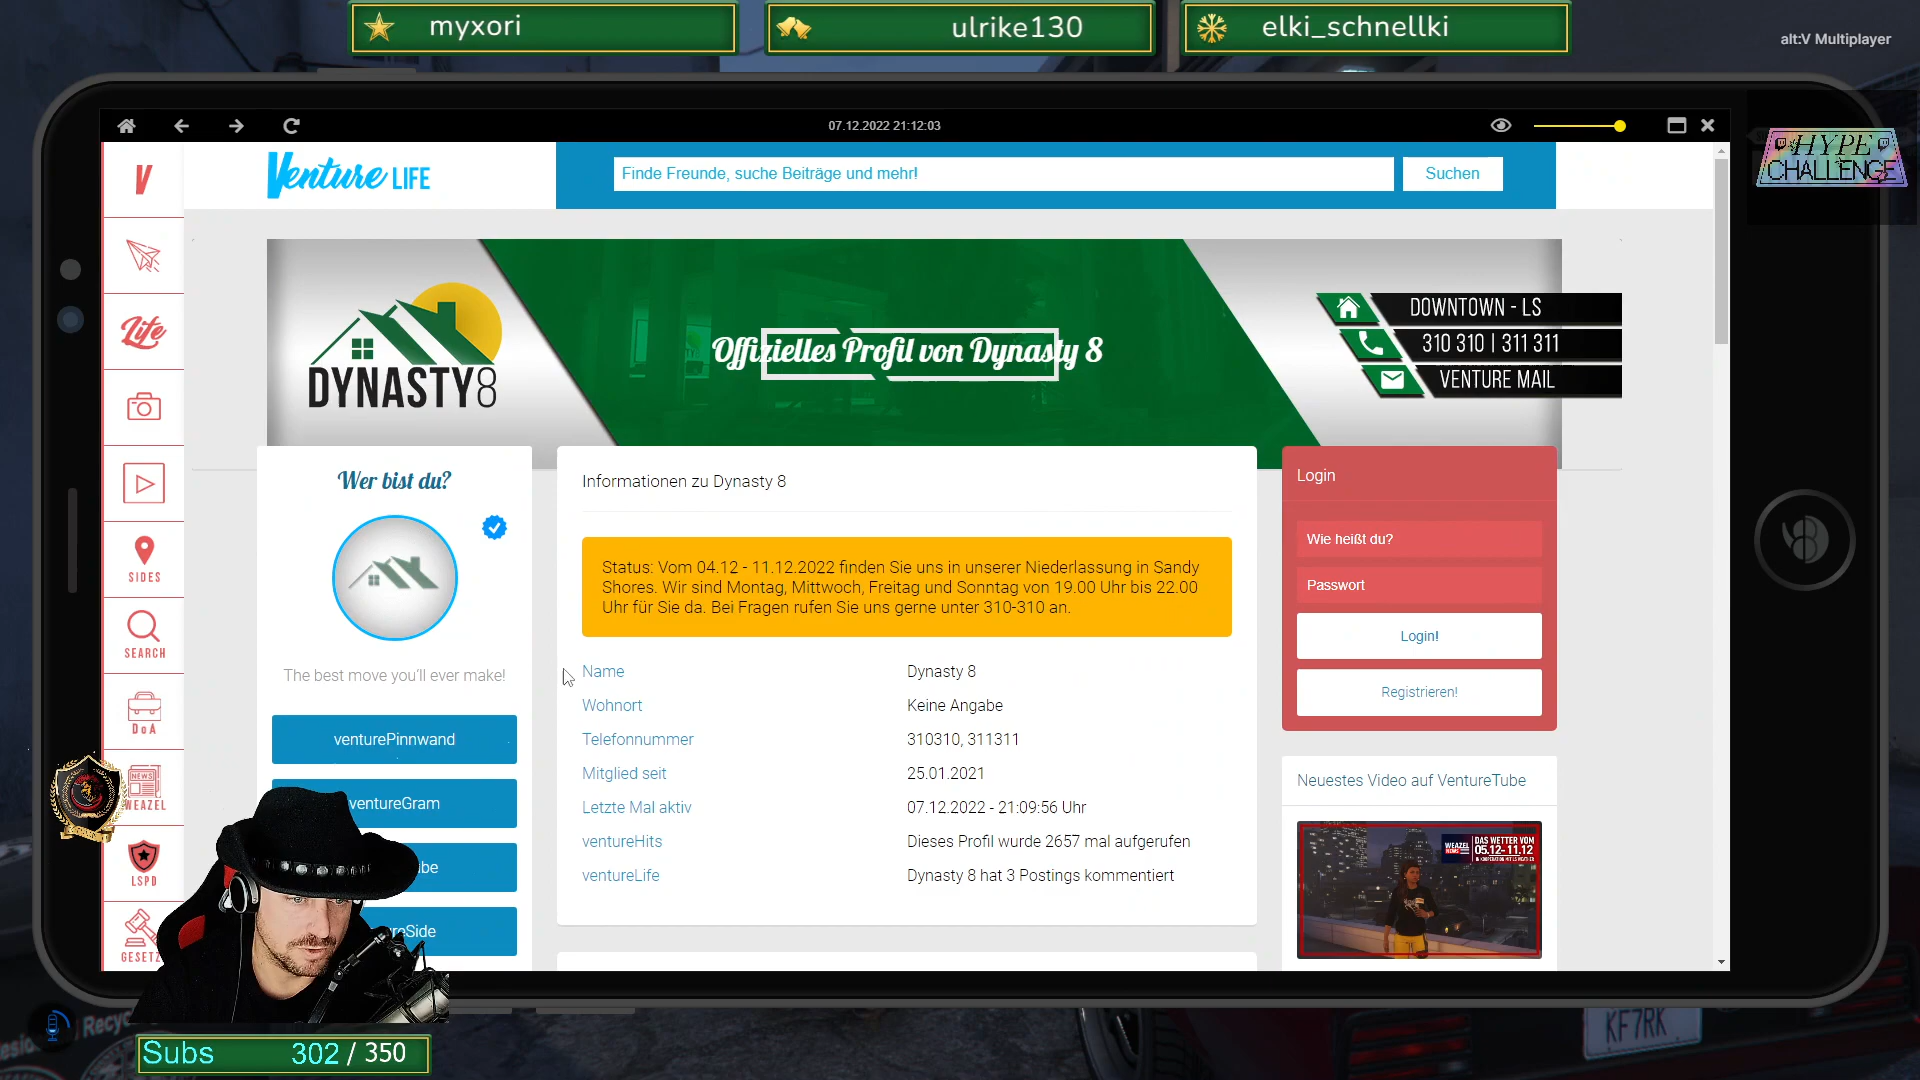 myxori
ulrike130
elki_schnellki
alt:V Multiplayer
07.12.2022 21:12:03
HYPE
CHALLENGE
V
Venture LIFE
Finde Freunde, suche Beiträge und mehr!
Suchen
Life
DYNASTY8
Offizielles Profil von Dynasty 8
DOWNTOWN - LS
310 310 | 311 311
VENTURE MAIL
SIDES
SEARCH
DoA
NEWS
WEAZEL
LSPD
GESETZ
Wer bist du?
The best move you'll ever make!
venturePinnwand
ventureGram
Informationen zu Dynasty 8
Status: Vom 04.12 - 11.12.2022 finden Sie uns in unserer Niederlassung in Sandy
Shores. Wir sind Montag, Mittwoch, Freitag und Sonntag von 19.00 Uhr bis 22.00
Uhr für Sie da. Bei Fragen rufen Sie uns gerne unter 310-310 an.
Name Dynasty 8
Wohnort Keine Angabe
Telefonnummer 310310, 311311
Mitglied seit 25.01.2021
Letzte Mal aktiv 07.12.2022 - 21:09:56 Uhr
ventureHits Dieses Profil wurde 2657 mal aufgerufen
ventureLife Dynasty 8 hat 3 Postings kommentiert
Login
Wie heißt du?
Passwort
Login!
Registrieren!
Neuestes Video auf VentureTube
WEAZEL
NEWS
DAS WETTER VOM
05.12-11.12
KF7RK
Subs 302 / 350